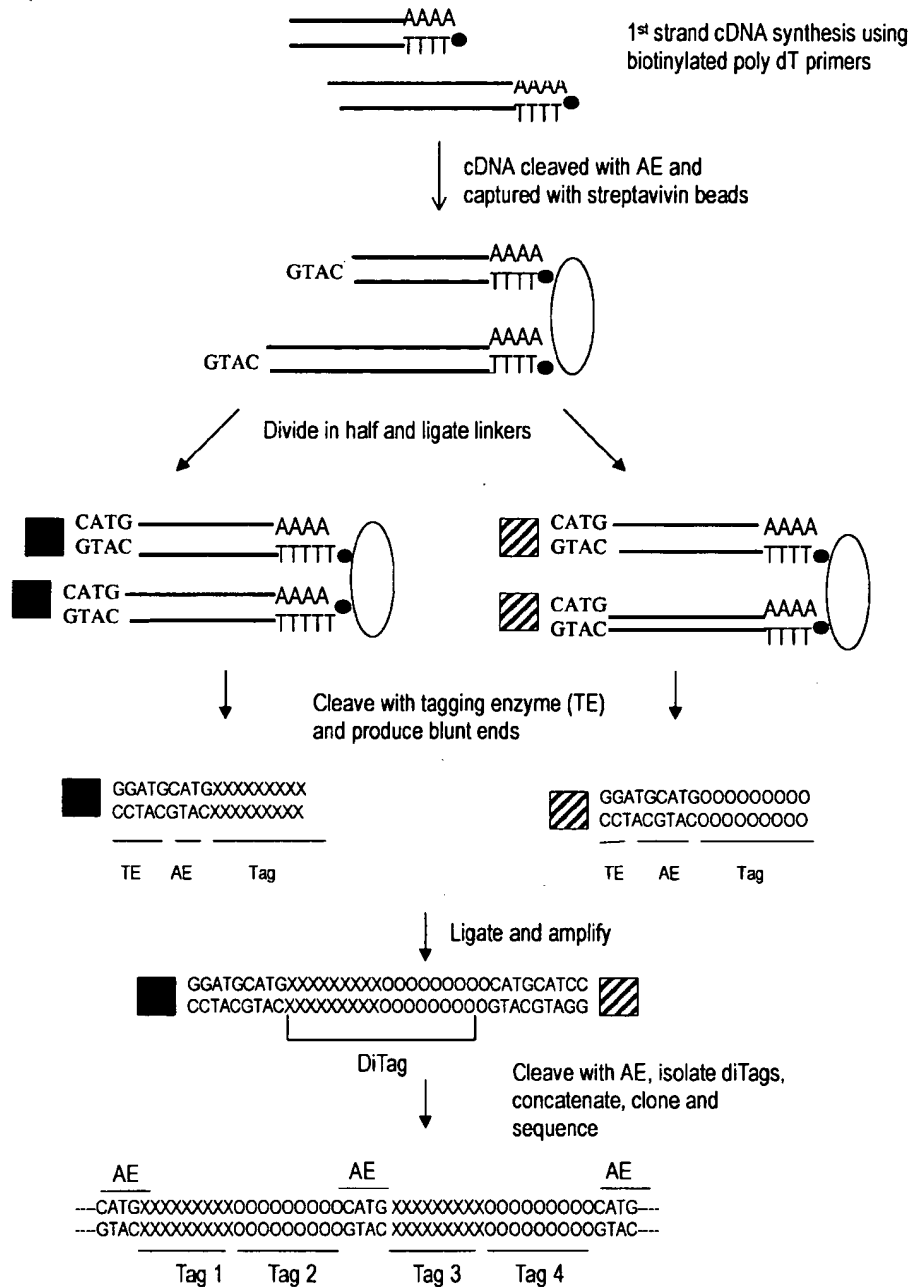 AAAA
TTTT
1st strand cDNA synthesis using
biotinylated poly dT primers
AAAA
TTTT
cDNA cleaved with AE and
captured with streptavivin beads
AAAA
GTAC
TTTT
AAAA
GTAC
TTTT
Divide in half and ligate linkers
CATG AAAA
GTAC TTTTT
CATG AAAA
GTAC TTTTT
CATG AAAA
GTAC TTTT
CATG AAAA
GTAC TTTT
Cleave with tagging enzyme (TE)
and produce blunt ends
GGATGCATGXXXXXXXXX
CCTACGTACXXXXXXXXX
TE AE Tag
GGATGCATGOOOOOOOOO
CCTACGTACOOOOOOOOO
TE AE Tag
Ligate and amplify
GGATGCATGXXXXXXXXXOOOOOOOOOCATGCATCC
CCTACGTACXXXXXXXXXOOOOOOOOOGTACGTAGG
DiTag
Cleave with AE, isolate diTags,
concatenate, clone and
sequence
AE AE AE
---CATGXXXXXXXXXOOOOOOOOOCATGXXXXXXXXXOOOOOOOOOCATG---
---GTACXXXXXXXXXOOOOOOOOOGTACXXXXXXXXXOOOOOOOOOGTAC---
Tag 1 Tag 2 Tag 3 Tag 4